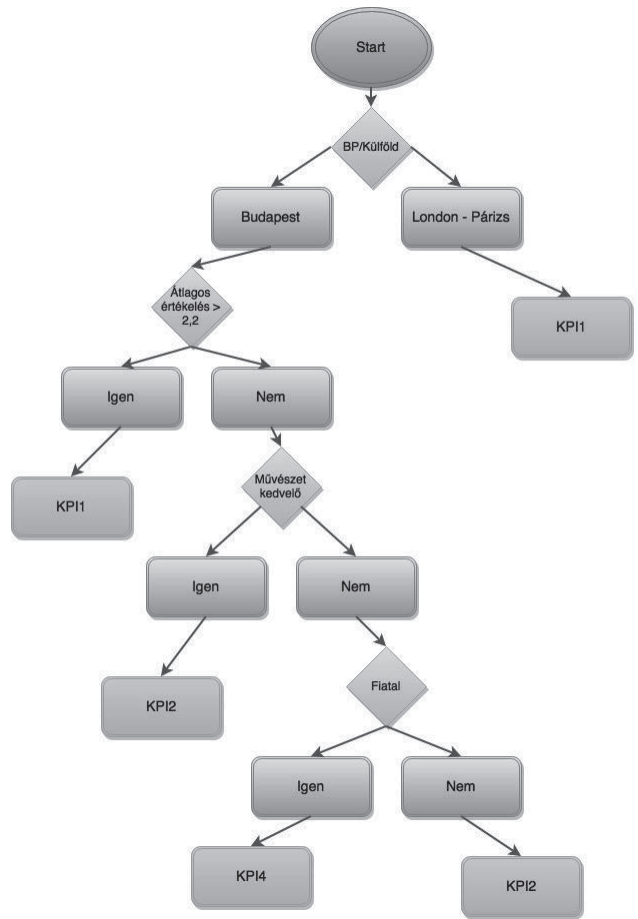 Start
BP/Külföld
Budapest
London - Párizs
Átlagos
értékelés >
2,2
KPI1
Igen
Nem
KPI1
Művészet
kedvelő
Igen
Nem
KPI2
Fiatal
Igen
Nem
KPI4
KPI2